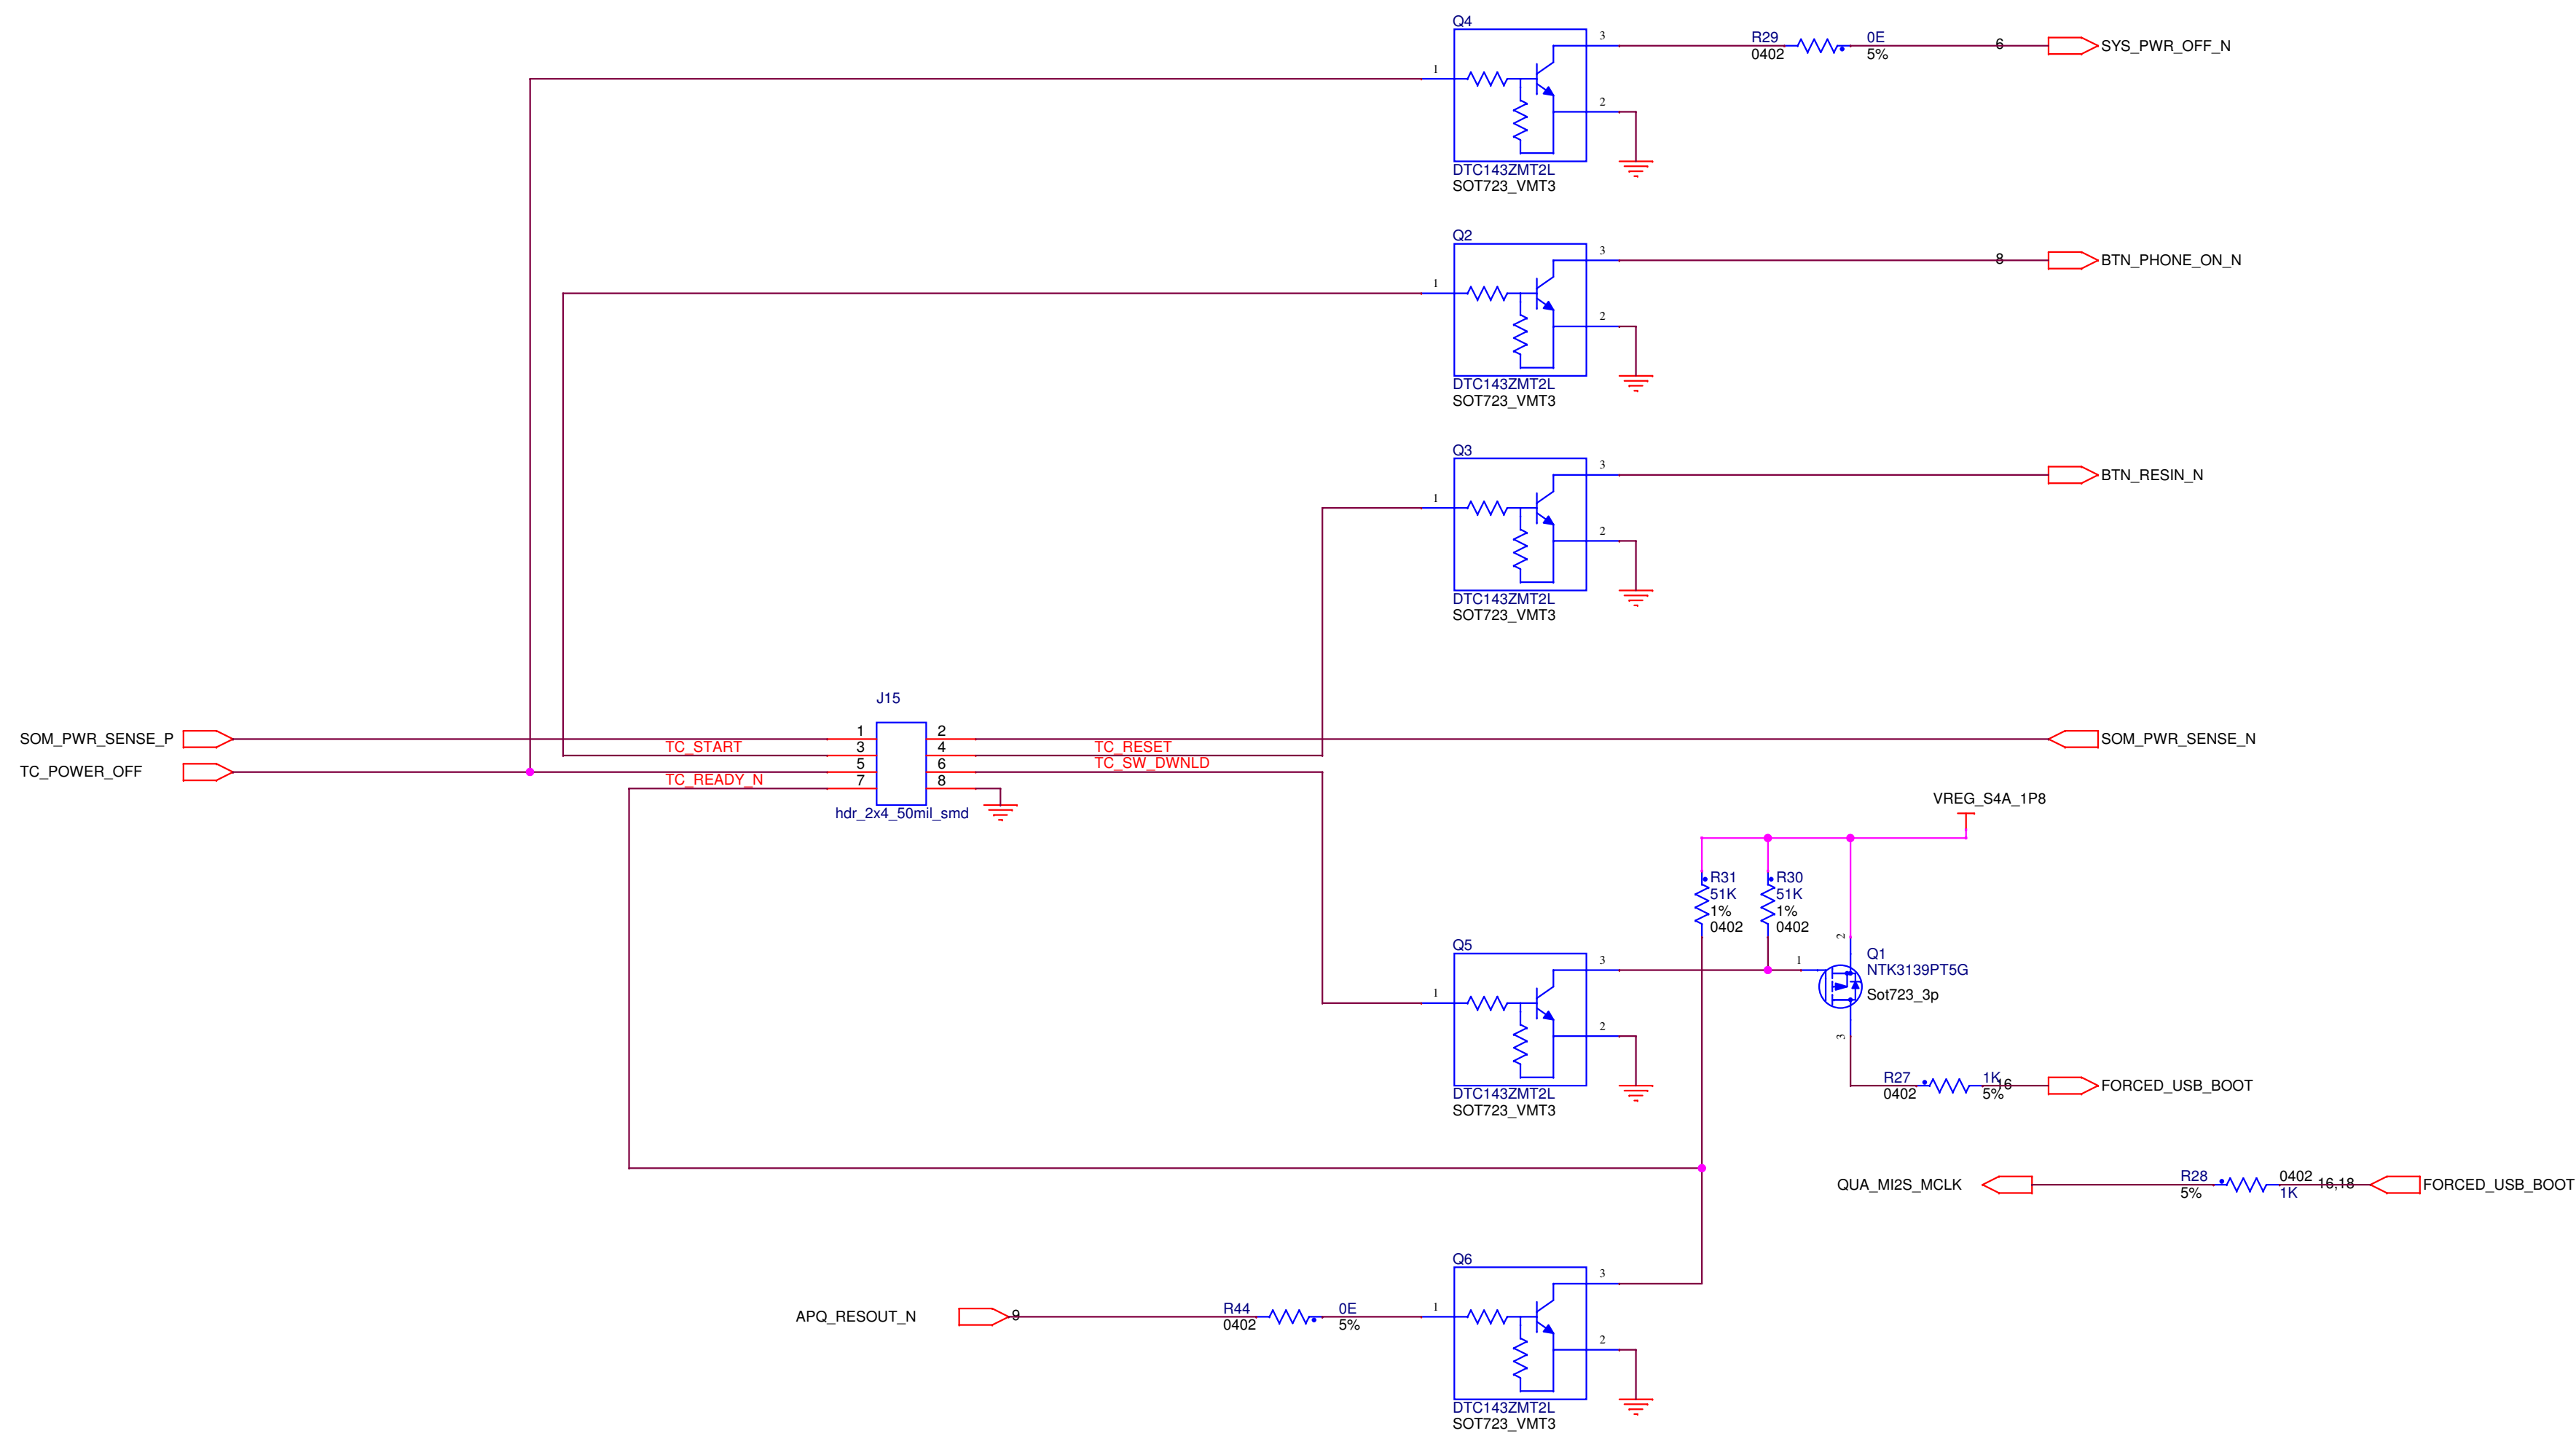 Q4
3
R29
0E
6
SYS_PWR_OFF_N
0402
5%
1
2
DTC143ZMT2L
SOT723_VMT3
Q2
3
8
BTN_PHONE_ON_N
1
2
DTC143ZMT2L
SOT723_VMT3
Q3
3
BTN_RESIN_N
1
2
DTC143ZMT2L
SOT723_VMT3
J15
SOM_PWR_SENSE_P
1
2
SOM_PWR_SENSE_N
TC_START
3
4
TC_RESET
TC_POWER_OFF
5
6
TC_SW_DWNLD
TC_READY_N
7
8
hdr_2x4_50mil_smd
VREG_S4A_1P8
R31
51K
1%
0402
R30
51K
1%
0402
Q5
3
1
2
Q1
NTK3139PT5G
Sot723_3p
3
1
2
DTC143ZMT2L
SOT723_VMT3
R27
0402
1K
5%
16
FORCED_USB_BOOT
QUA_MI2S_MCLK
R28
5%
0402
1K
16,18
FORCED_USB_BOOT
Q6
3
APQ_RESOUT_N
9
R44
0402
0E
5%
1
2
DTC143ZMT2L
SOT723_VMT3